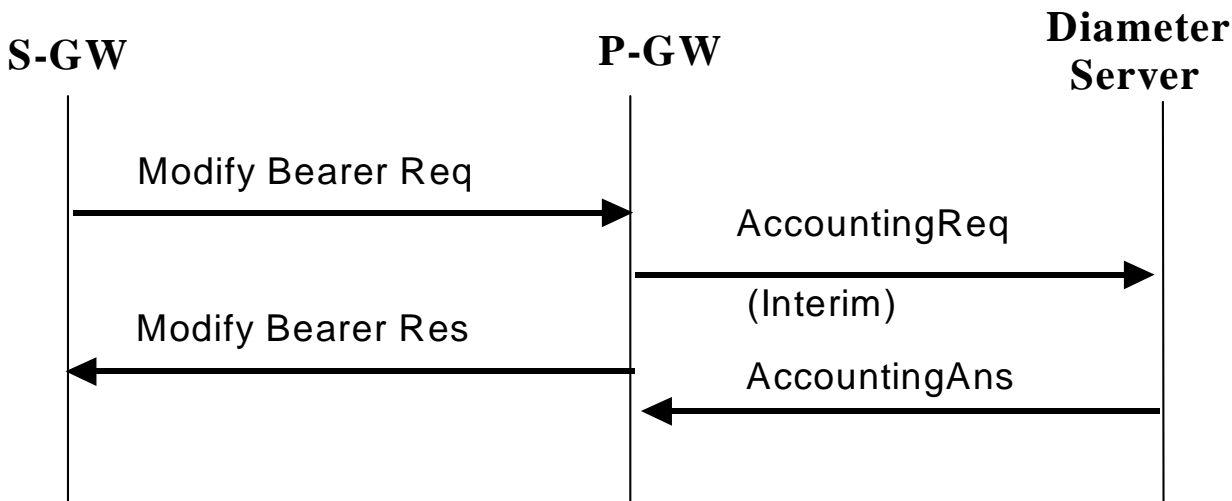 S-GW
P-GW
Diameter
Server
Modify Bearer Req
AccountingReq
(Interim)
Modify Bearer Res
AccountingAns